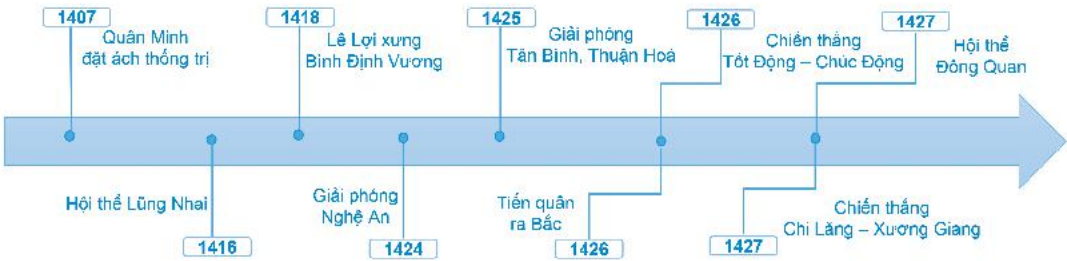 1407
Quân Minh
đặt ách thống trị
1418
Lê Lợi xưng
Bình Định Vương
1425
Giải phóng
Tân Bình, Thuận Hoá
1426
Chiến thắng
Tốt Động – Chúc Động
1427
Hội thề
Đông Quan
Hội thề Lũng Nhai
1416
Giải phóng
Nghệ An
1424
Tiến quân
ra Bắc
1426
1427
Chiến thắng
Chi Lăng – Xương Giang